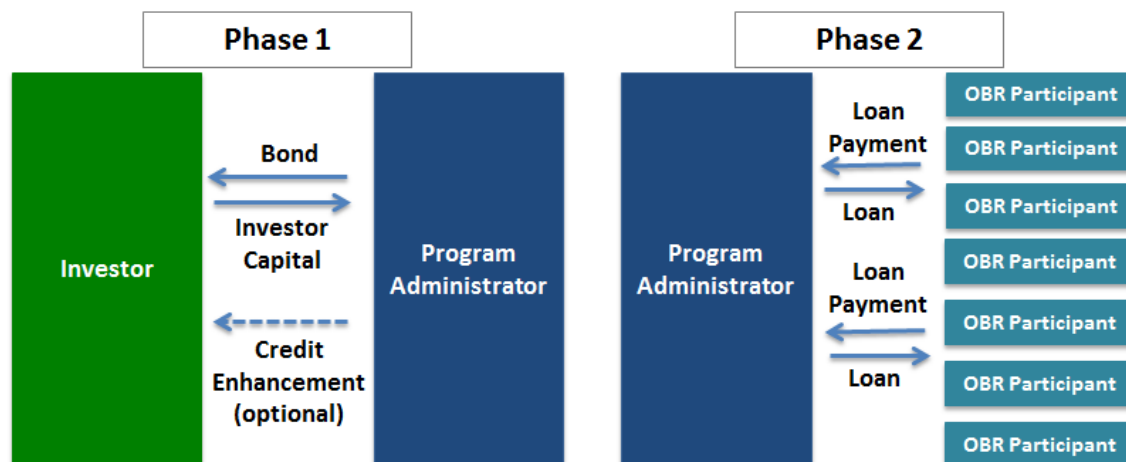 Phase 1
Investor
Bond
Investor
Capital
Credit
Enhancement
(optional)
Program
Administrator
Phase 2
Program
Administrator
Loan
Payment
Loan
Loan
Payment
Loan
OBR Participant
OBR Participant
OBR Participant
OBR Participant
OBR Participant
OBR Participant
OBR Participant